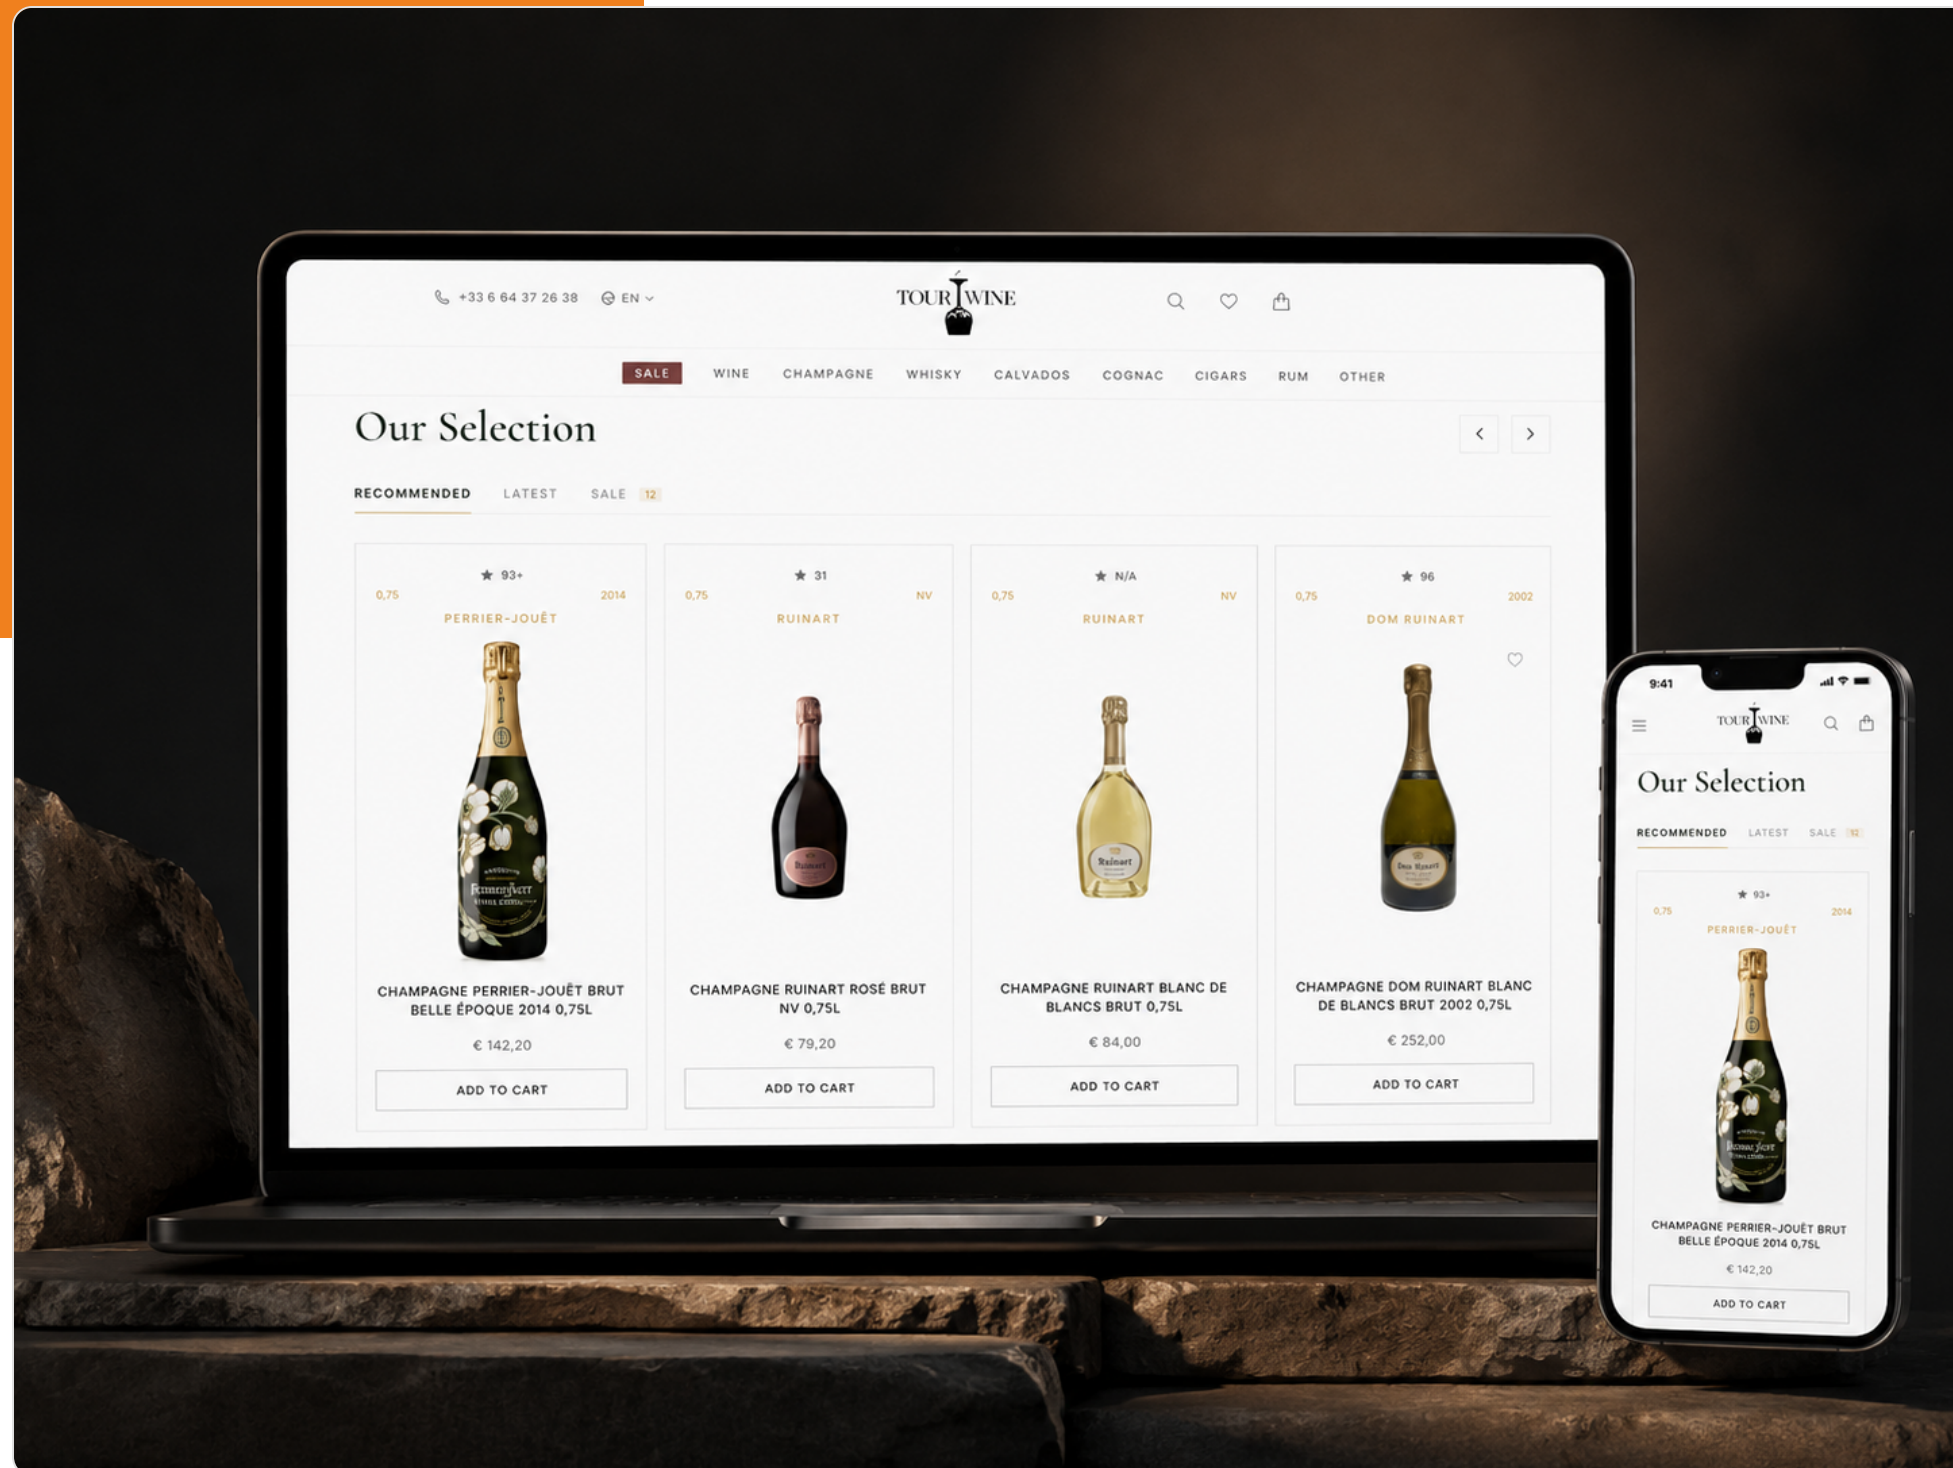 +33 6 64 37 26 38 EN
TOUR WINE
SALE WINE CHAMPAGNE WHISKY CALVADOS COGNAC CIGARS RUM OTHER
Our Selection
RECOMMENDED LATEST SALE 12
93+
0,75 2014
PERRIER-JOUËT
CHAMPAGNE PERRIER-JOUËT BRUT
BELLE ÉPOQUE 2014 0,75L
€ 142,20
ADD TO CART
31
0,75 NV
RUINART
Ruinart
CHAMPAGNE RUINART ROSÉ BRUT
NV 0,75L
€ 79,20
ADD TO CART
N/A
0,75 NV
RUINART
Ruinart
CHAMPAGNE RUINART BLANC DE
BLANCS BRUT 0,75L
€ 84,00
ADD TO CART
96
0,75 2002
DOM RUINART
Dom Ruinart
CHAMPAGNE DOM RUINART BLANC
DE BLANCS BRUT 2002 0,75L
€ 252,00
ADD TO CART
9:41
TOUR WINE
Our Selection
RECOMMENDED LATEST SALE 12
93+
0,75 2014
PERRIER-JOUËT
CHAMPAGNE PERRIER-JOUËT BRUT
BELLE ÉPOQUE 2014 0,75L
€ 142,20
ADD TO CART